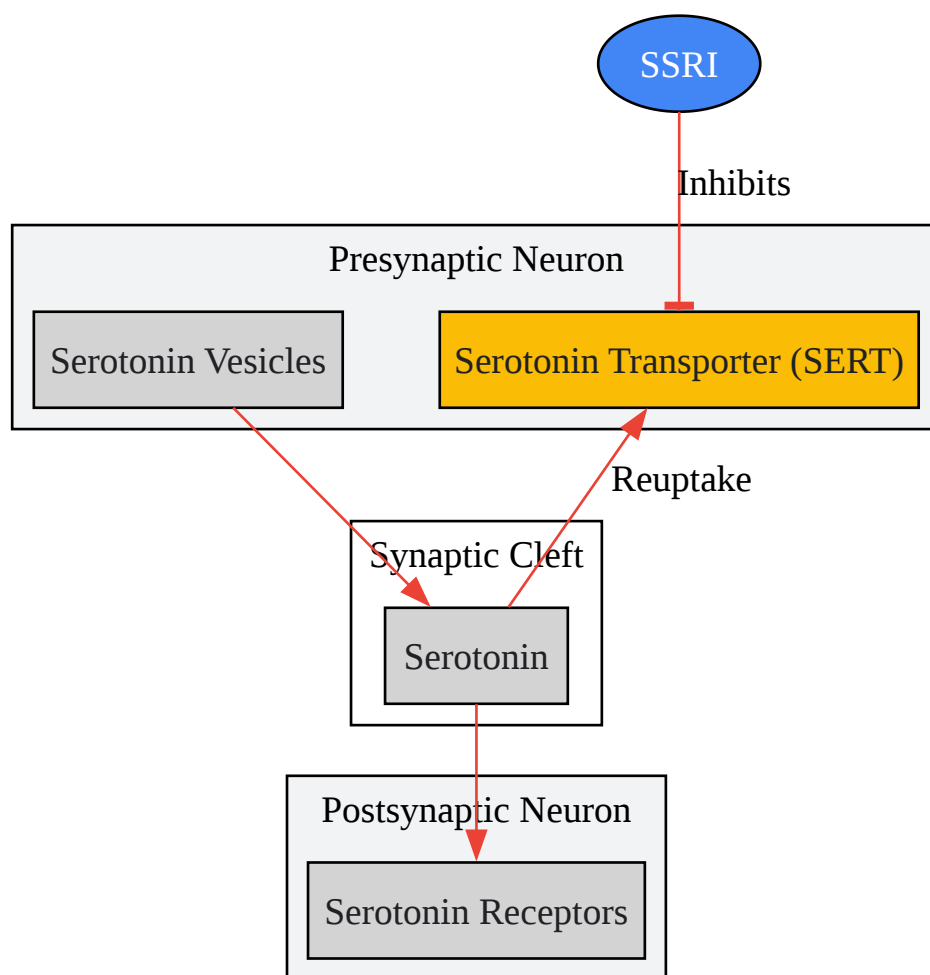 SSRI
Inhibits
Presynaptic Neuron
Serotonin Vesicles
Serotonin Transporter (SERT)
Reuptake
Synaptic Cleft
Serotonin
Postsynaptic Neuron
Serotonin Receptors